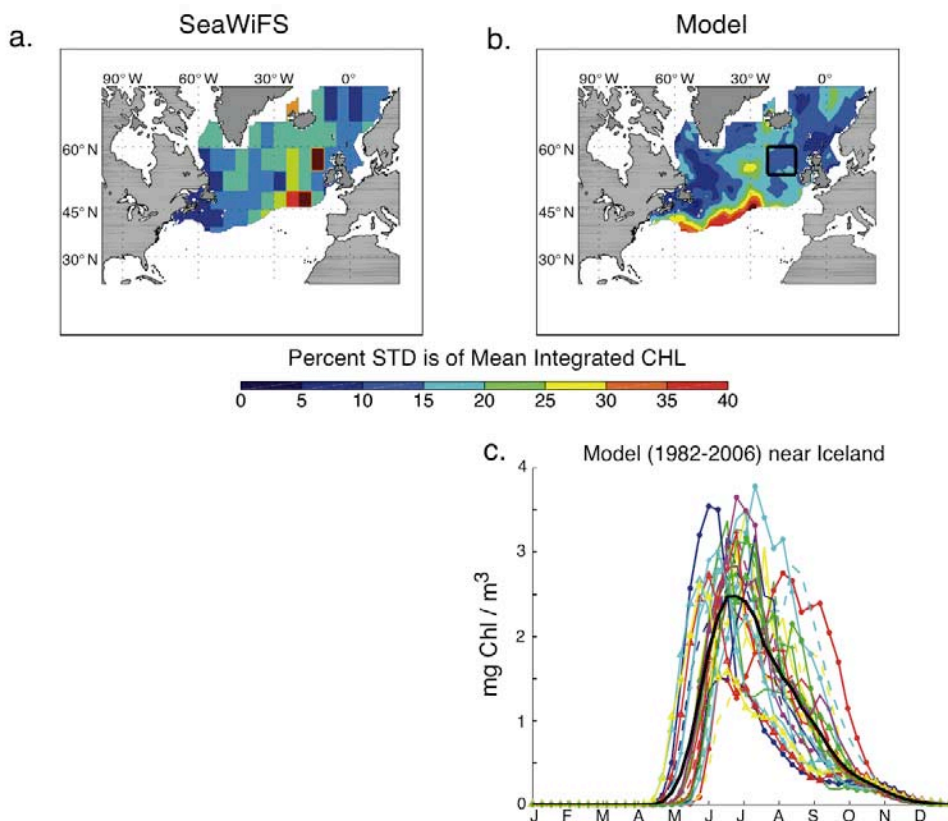 a. SeaWiFS
b. Model
90° W 60° W 30° W 0°
60° N
45° N
30° N
90° W 60° W 30° W 0°
60° N
45° N
30° N
Percent STD is of Mean Integrated CHL
0 5 10 15 20 25 30 35 40
c. Model (1982-2006) near Iceland
4
3
2
1
0
mg Chl / m³
J F M A M J J A S O N D